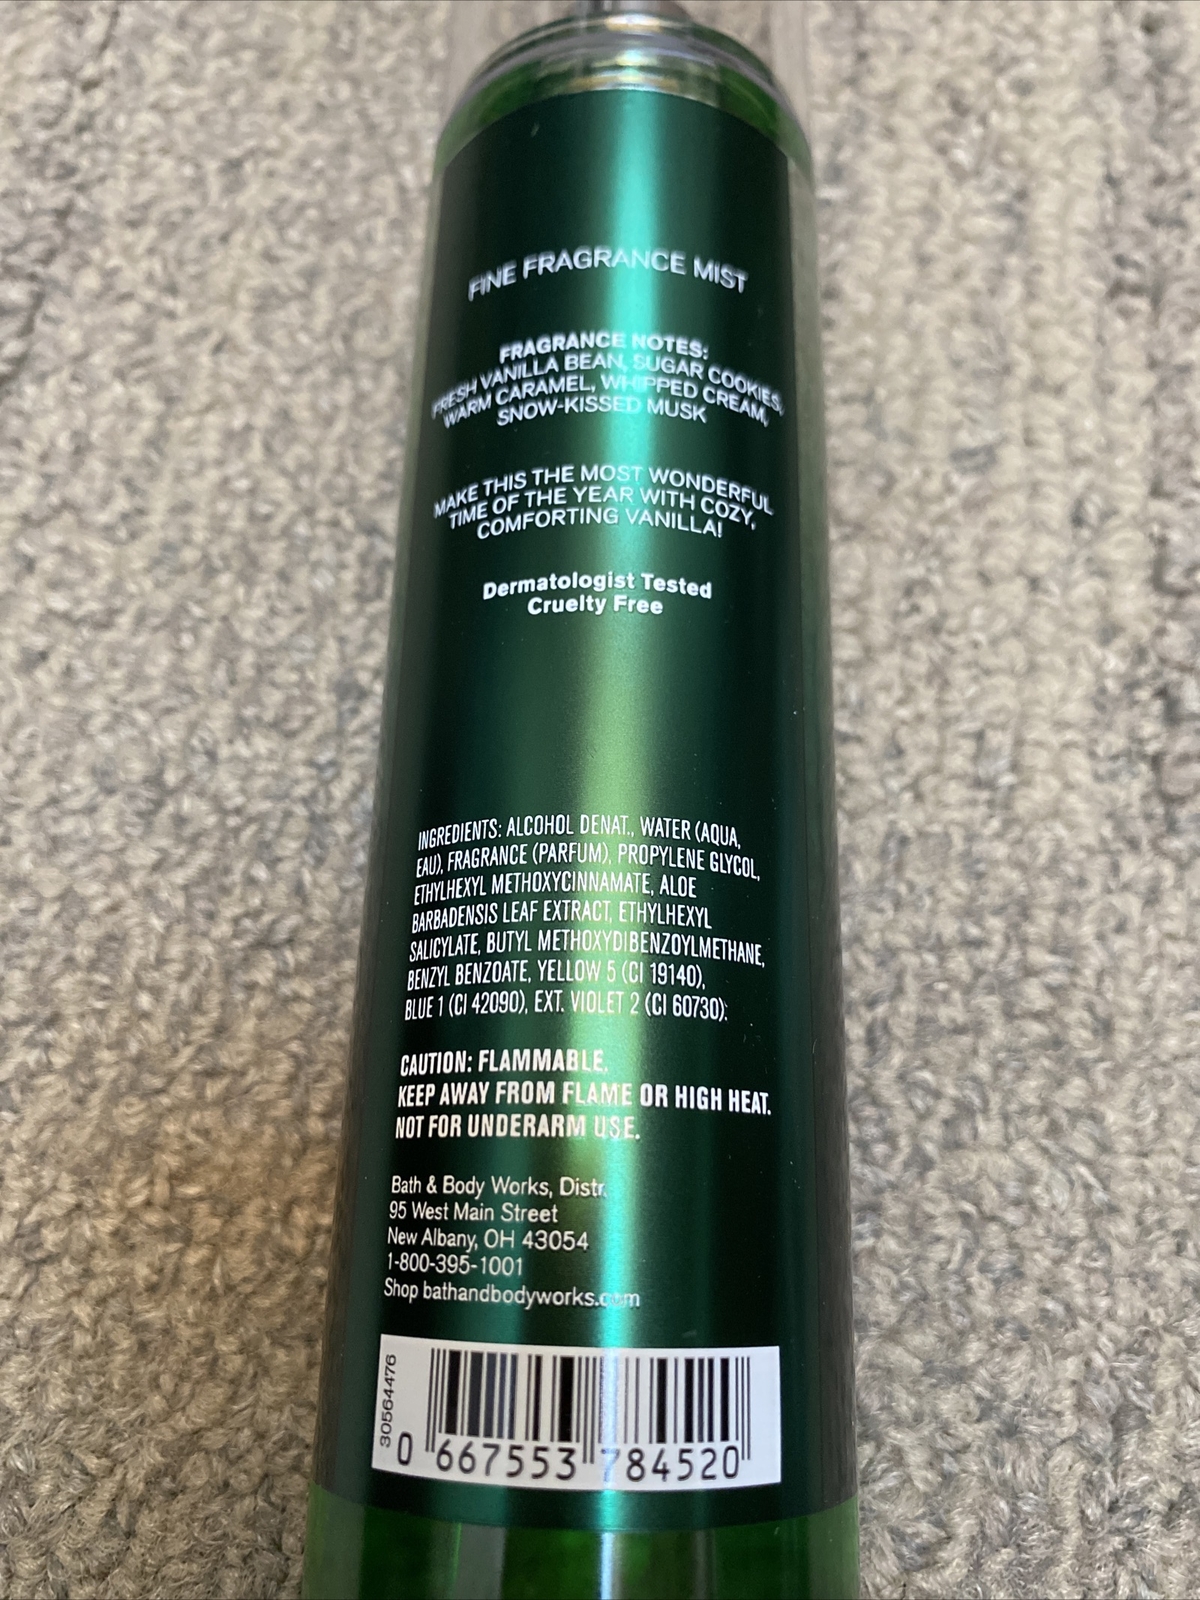 FINE FRAGRANCE MIST
FRAGRANCE NOTES:
FRESH VANILLA BEAN, SUGAR COOKIES,
WARM CARAMEL, WHIPPED CREAM,
SNOW-KISSED MUSK
MAKE THIS THE MOST WONDERFUL
TIME OF THE YEAR WITH COZY,
COMFORTING VANILLA!
Dermatologist Tested
Cruelty Free
INGREDIENTS: ALCOHOL DENAT., WATER (AQUA,
EAU), FRAGRANCE (PARFUM), PROPYLENE GLYCOL,
ETHYLHEXYL METHOXYCINNAMATE, ALOE
BARBADENSIS LEAF EXTRACT, ETHYLHEXYL
SALICYLATE, BUTYL METHOXYDIBENZOYLMETHANE,
BENZYL BENZOATE, YELLOW 5 (CI 19140),
BLUE 1 (CI 42090), EXT. VIOLET 2 (CI 60730).
CAUTION: FLAMMABLE.
KEEP AWAY FROM FLAME OR HIGH HEAT.
NOT FOR UNDERARM USE.
Bath & Body Works, Distr.
95 West Main Street
New Albany, OH 43054
1-800-395-1001
Shop bathandbodyworks.com
30564476
0 667553 784520